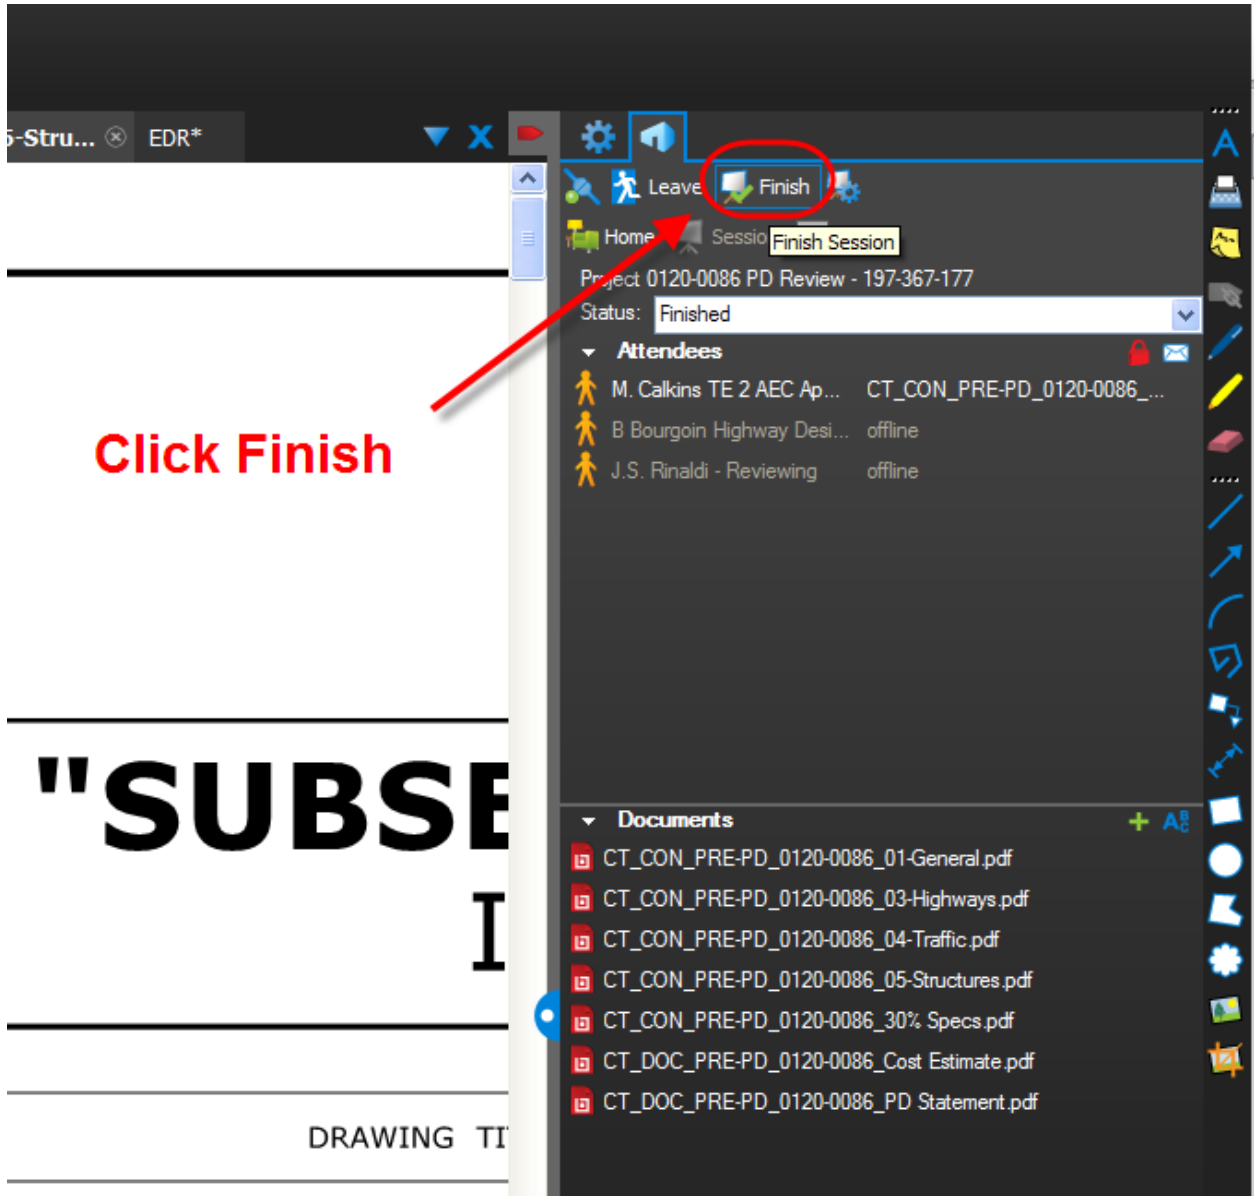 5-Stru... EDR*
Leave Finish
Home Sessio
Finish Session
Project 0120-0086 PD Review - 197-367-177
Status: Finished
Attendees
M. Calkins TE 2 AEC Ap... CT_CON_PRE-PD_0120-0086_...
B Bourgoin Highway Desi... offline
J.S. Rinaldi - Reviewing offline
Click Finish
"SUBSE
I
DRAWING TI
Documents
CT_CON_PRE-PD_0120-0086_01-General.pdf
CT_CON_PRE-PD_0120-0086_03-Highways.pdf
CT_CON_PRE-PD_0120-0086_04-Traffic.pdf
CT_CON_PRE-PD_0120-0086_05-Structures.pdf
CT_CON_PRE-PD_0120-0086_30% Specs.pdf
CT_DOC_PRE-PD_0120-0086_Cost Estimate.pdf
CT_DOC_PRE-PD_0120-0086_PD Statement.pdf